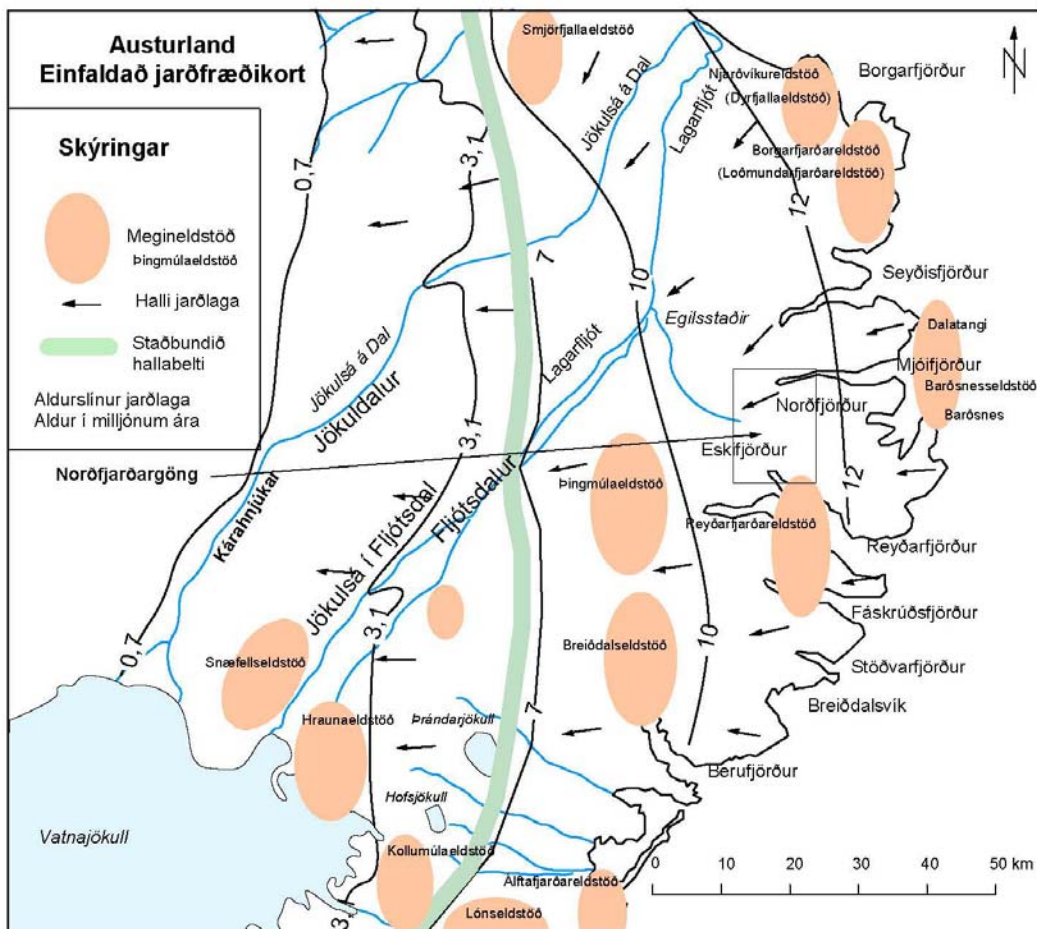 Austurland
Einfaldað jarðfræðikort
Skýringar
Megineldstöð
Þingmúlaeldstöð
Halli jarðlaga
Staðbundið
hallabelti
Aldurslínur jarðlaga
Aldur í milljónum ára
Norðfjarðargöng
Smjörfjallaeldstöð
N
Njarðvíkureldstöð
(Dyrfjallaeldstöð)
Borgarfjörður
Jökulsá á Dal
Lagarfljót
Borgarfjarðareldstöð
(Loðmundarfjarðareldstöð)
0,7
3,1
12
7
10
Seyðisfjörður
Egilsstaðir
Dalatangi
Mjóifjörður
Barðsnesseldstöð
Barðsnes
Norðfjörður
Lagarfljót
Jökulsá á Dal
Jökuldalur
3,1
Eskifjörður
12
Kárahnjúkar
Fljótsdalur
Þingmúlaeldstöð
Reyðarfjarðareldstöð
Reyðarfjörður
Jökulsá í Fljótsdal
Fáskrúðsfjörður
3,1
10
Snæfellseldstöð
0,7
Breiðdalseldstöð
Stöðvarfjörður
Breiðdalsvík
Hraunaeldstöð
Þrándarjökull
7
Berufjörður
Hofsjökull
Vatnajökull
Kollumúlaeldstöð
Álftafjarðareldstöð
Lónseldstöð
3,1
0 10 20 30 40 50 km